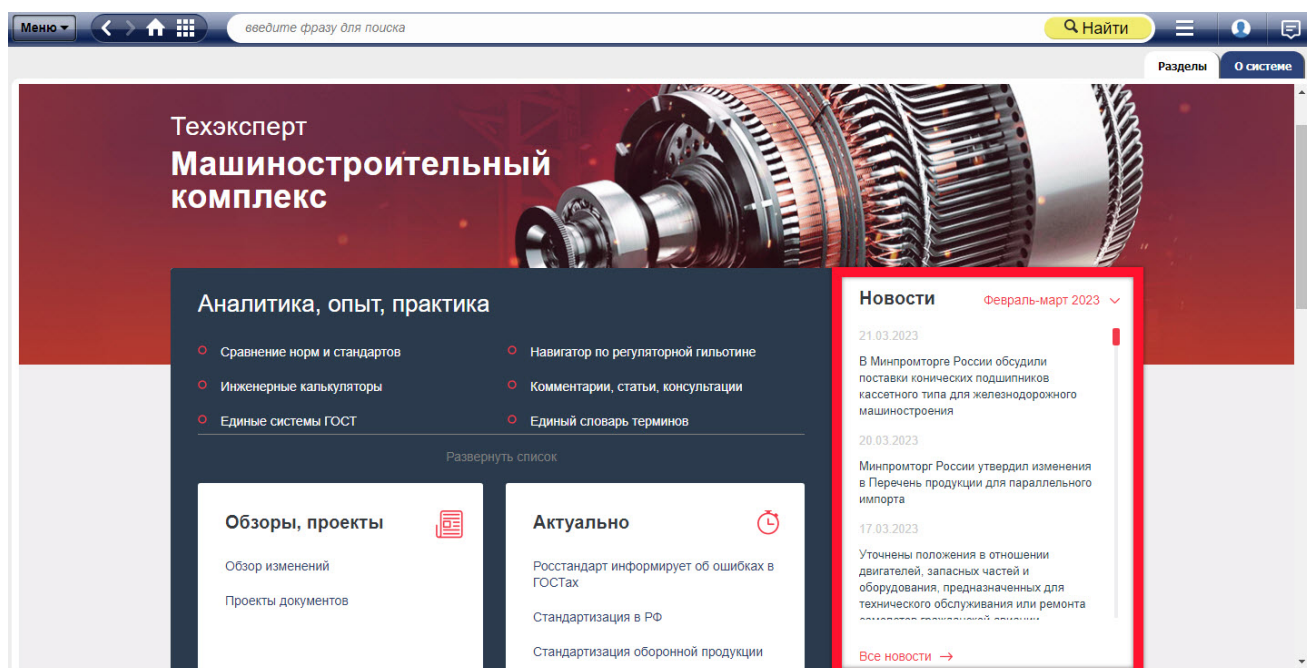 Меню
введите фразу для поиска
Найти
Разделы
О системе
Техэксперт
Машиностроительный
комплекс
Аналитика, опыт, практика
Сравнение норм и стандартов
Навигатор по регуляторной гильотине
Инженерные калькуляторы
Комментарии, статьи, консультации
Единые системы ГОСТ
Единый словарь терминов
Развернуть список
Обзоры, проекты
Обзор изменений
Проекты документов
Актуально
Росстандарт информирует об ошибках в
ГОСТах
Стандартизация в РФ
Стандартизация оборонной продукции
Новости
Февраль-март 2023
21.03.2023
В Минпромторге России обсудили
поставки конических подшипников
кассетного типа для железнодорожного
машиностроения
20.03.2023
Минпромторг России утвердил изменения
в Перечень продукции для параллельного
импорта
17.03.2023
Уточнены положения в отношении
двигателей, запасных частей и
оборудования, предназначенных для
технического обслуживания или ремонта
самолетов гражданской авиации
Все новости →